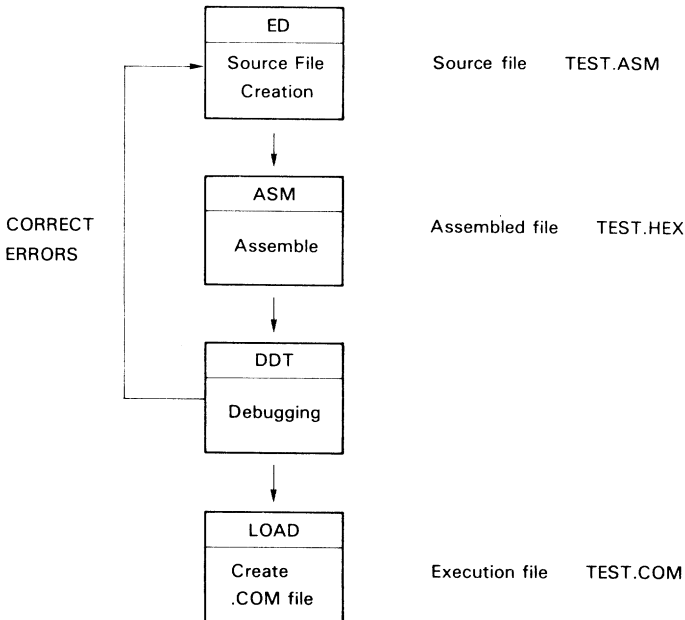 ED
Source File
Creation
Source file TEST.ASM
ASM
Assemble
Assembled file TEST.HEX
CORRECT
ERRORS
DDT
Debugging
LOAD
Create
.COM file
Execution file TEST.COM